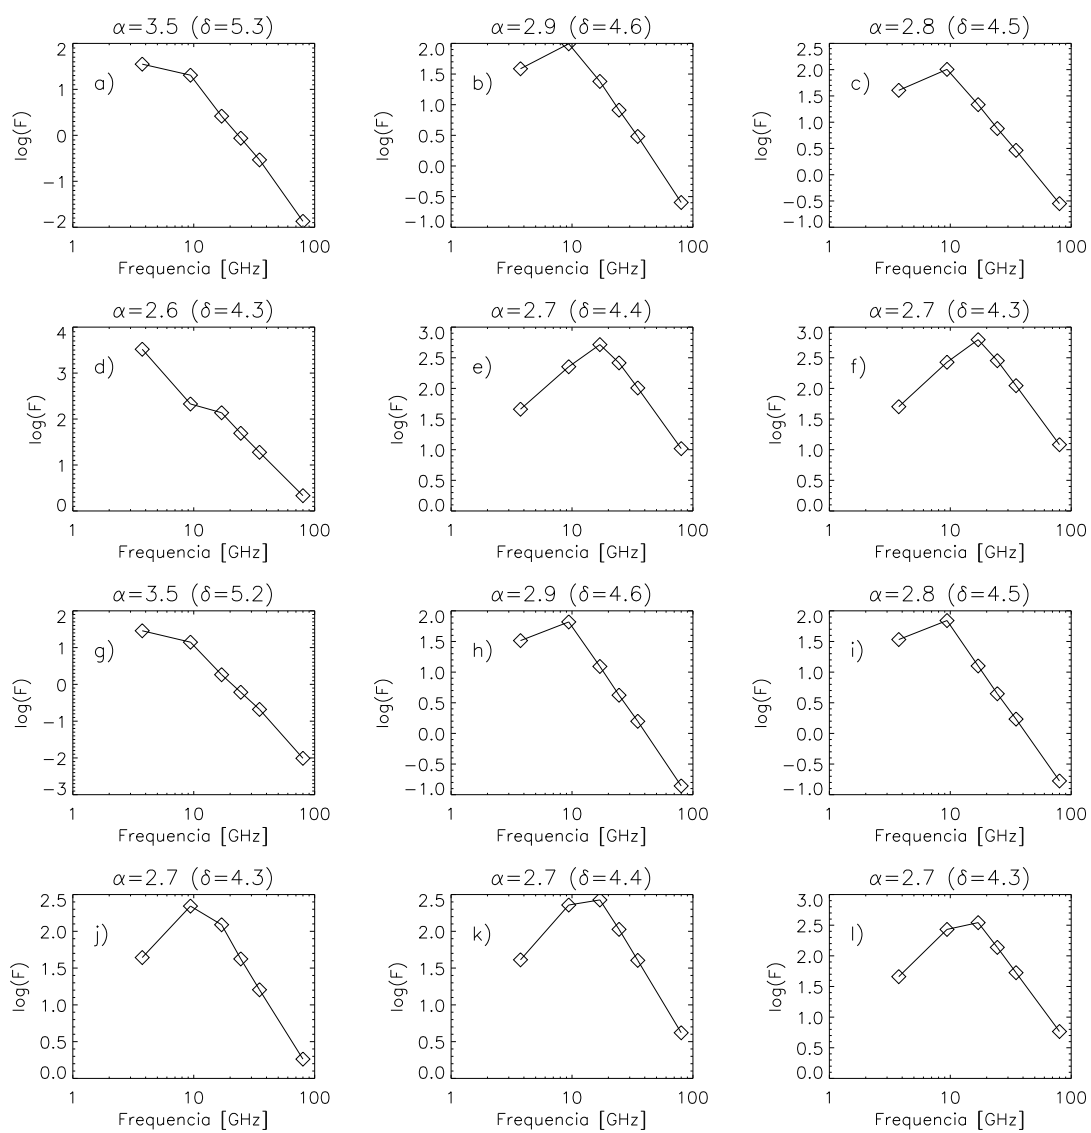 α=3.5 (δ=5.3) α=2.9 (δ=4.6) α=2.8 (δ=4.5)
a)
2
1
0
−1
−2
log(F)
1 10 100
Frequencia [GHz]
b)
2.0
1.5
1.0
0.5
0.0
−0.5
−1.0
log(F)
1 10 100
Frequencia [GHz]
c)
2.5
2.0
1.5
1.0
0.5
0.0
−0.5
−1.0
log(F)
1 10 100
Frequencia [GHz]
α=2.6 (δ=4.3) α=2.7 (δ=4.4) α=2.7 (δ=4.3)
d)
4
3
2
1
0
log(F)
1 10 100
Frequencia [GHz]
e)
3.0
2.5
2.0
1.5
1.0
0.5
0.0
log(F)
1 10 100
Frequencia [GHz]
f)
3.0
2.5
2.0
1.5
1.0
0.5
0.0
log(F)
1 10 100
Frequencia [GHz]
α=3.5 (δ=5.2) α=2.9 (δ=4.6) α=2.8 (δ=4.5)
g)
2
1
0
−1
−2
−3
log(F)
1 10 100
Frequencia [GHz]
h)
2.0
1.5
1.0
0.5
0.0
−0.5
−1.0
log(F)
1 10 100
Frequencia [GHz]
i)
2.0
1.5
1.0
0.5
0.0
−0.5
−1.0
log(F)
1 10 100
Frequencia [GHz]
α=2.7 (δ=4.3) α=2.7 (δ=4.4) α=2.7 (δ=4.3)
j)
2.5
2.0
1.5
1.0
0.5
0.0
log(F)
1 10 100
Frequencia [GHz]
k)
2.5
2.0
1.5
1.0
0.5
0.0
log(F)
1 10 100
Frequencia [GHz]
l)
3.0
2.5
2.0
1.5
1.0
0.5
0.0
log(F)
1 10 100
Frequencia [GHz]